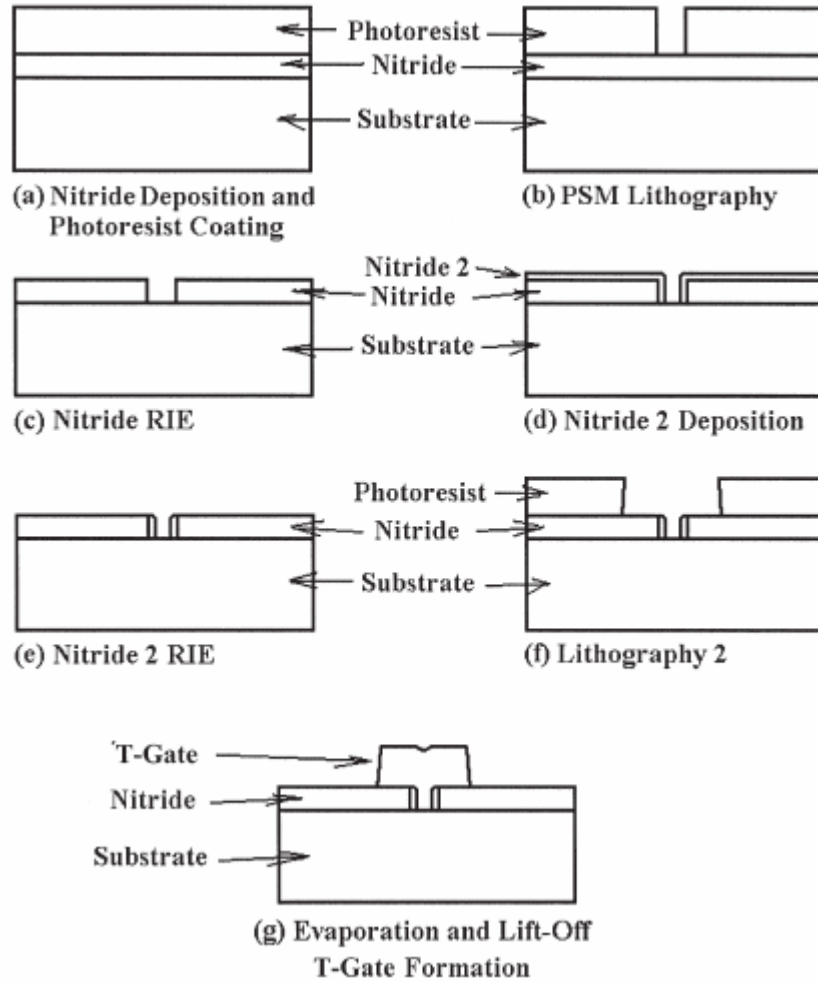 Photoresist
Nitride
Substrate
(a) Nitride Deposition and
Photoresist Coating
(b) PSM Lithography
Nitride 2
Nitride
Substrate
(c) Nitride RIE
(d) Nitride 2 Deposition
Photoresist
Nitride
Substrate
(e) Nitride 2 RIE
(f) Lithography 2
T-Gate
Nitride
Substrate
(g) Evaporation and Lift-Off
T-Gate Formation